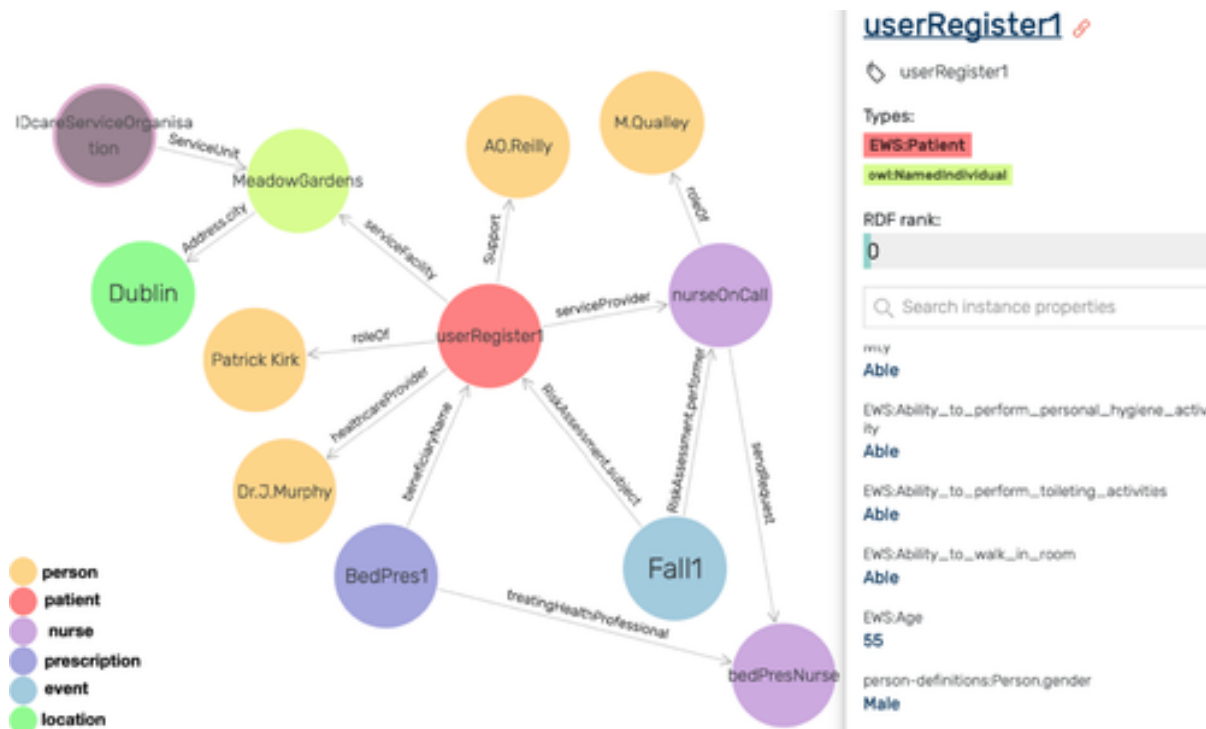 IDcareServiceOrganisa
tion
ServiceUnit
MeadowGardens
Address.city
Dublin
serviceFacility
AO.Reilly
Support
M.Qualley
roleOf
nurseOnCall
serviceProvider
userRegister1
roleOf
Patrick Kirk
healthcareProvider
Dr.J.Murphy
beneficiaryName
BedPres1
RiskAssessment.subject
RiskAssessment.performer
Fall1
sendRequest
treatingHealthProfessional
bedPresNurse
person
patient
nurse
prescription
event
location
userRegister1
userRegister1
Types:
EWS:Patient
owl:NamedIndividual
RDF rank:
0
Search instance properties
Able
EWS:Ability_to_perform_personal_hygiene_activ
ity
Able
EWS:Ability_to_perform_toileting_activities
Able
EWS:Ability_to_walk_in_room
Able
EWS:Age
55
person-definitions:Person.gender
Male